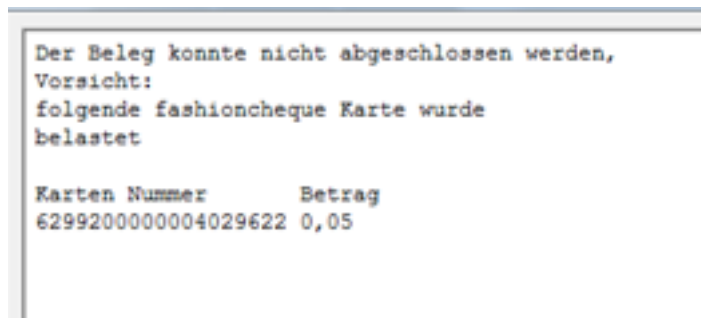 Der Beleg konnte nicht abgeschlossen werden,
Vorsicht:
folgende fashioncheque Karte wurde
belastet
Karten Nummer Betrag
6299200000004029622 0,05